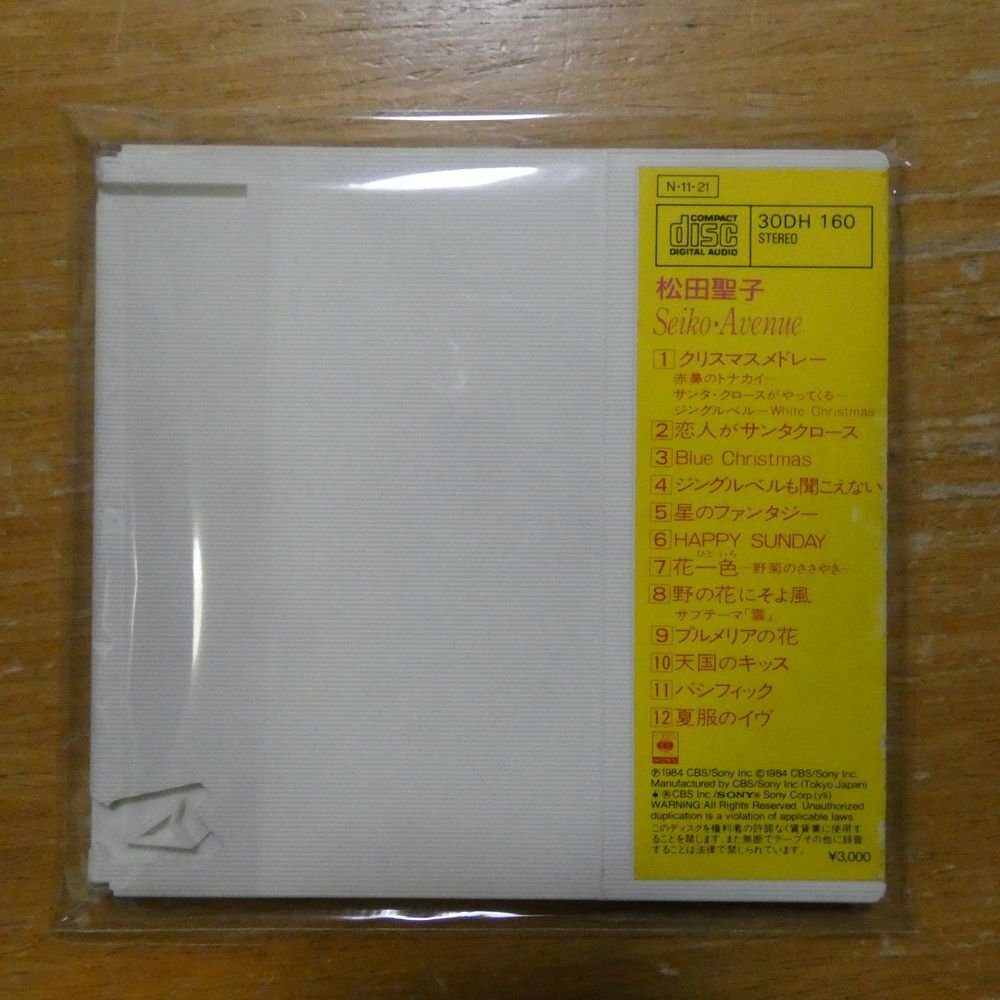 N·11·21
COMPACT
disc
DIGITAL AUDIO
30DH 160
STEREO
松田聖子
Seiko·Avenue
1 クリスマスメドレー
赤鼻のトナカイ〜
サンタ・クロースがやってくる〜
ジングルベル〜White Christmas
2 恋人がサンタクロース
3 Blue Christmas
4 ジングルベルも聞こえない
5 星のファンタジー
6 HAPPY SUNDAY
ひと いろ
7 花一色〜野菊のささやき〜
8 野の花にそよ風
サブテーマ「雲」
9 プルメリアの花
10 天国のキッス
11 パシフィック
12 夏服のイヴ
CBS
SONY
Ⓟ1984 CBS/Sony Inc. ©1984 CBS/Sony Inc.
Manufactured by CBS/Sony Inc.(Tokyo Japan)
®CBS Inc./SONY® Sony Corp.(ys)
WARNING:All Rights Reserved. Unauthorized
duplication is a violation of applicable laws.
このディスクを権利者の許諾なく賃貸業に使用す
ることを禁じます。また無断でテープその他に録音
することは法律で禁じられています。
¥3,000